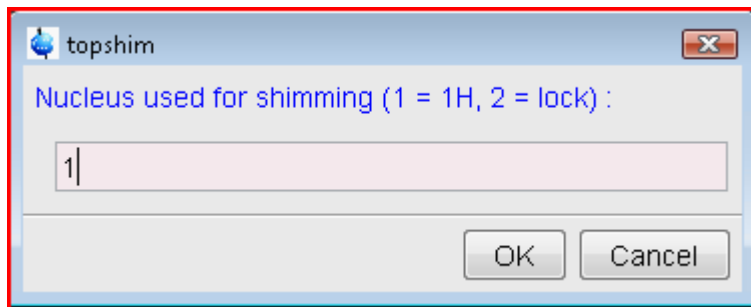 topshim
Nucleus used for shimming (1 = 1H, 2 = lock) :
1
OK Cancel